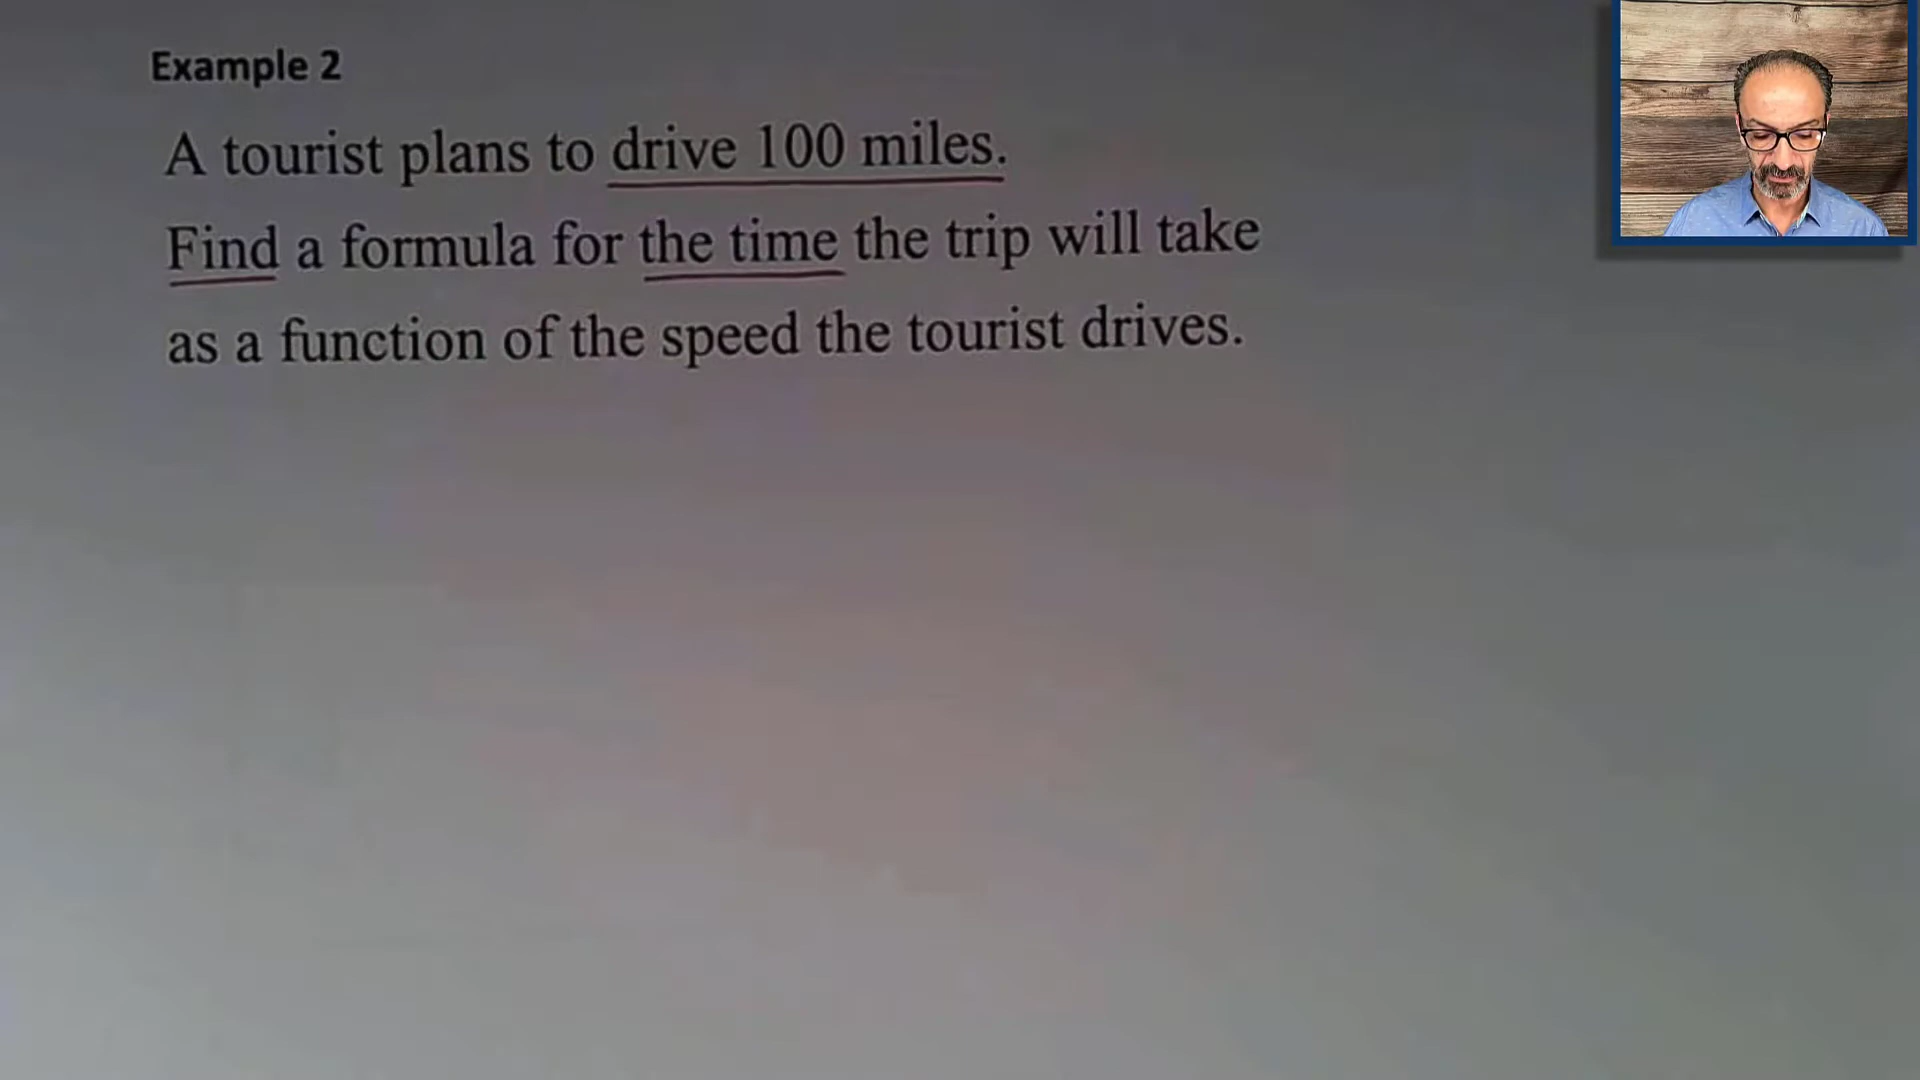 Example 2
A tourist plans to drive 100 miles.
Find a formula for the time the trip will take
as a function of the speed the tourist drives.